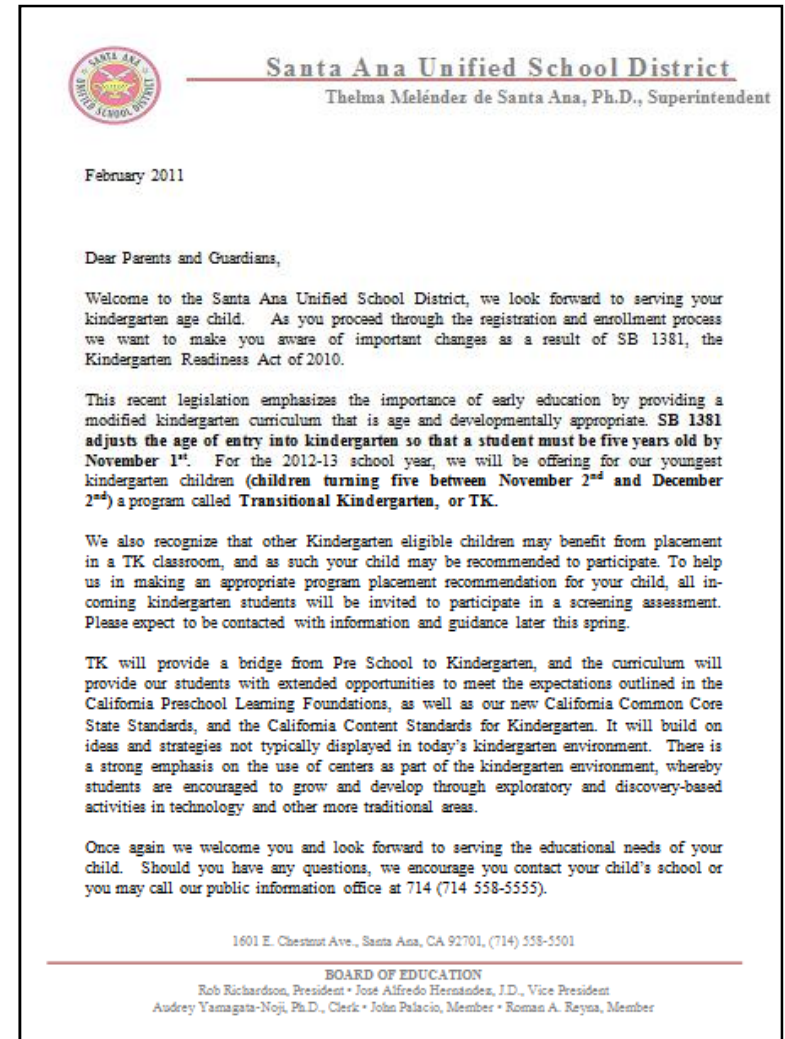 SANTA ANA
UNIFIED SCHOOL DISTRICT
Santa Ana Unified School District
Thelma Meléndez de Santa Ana, Ph.D., Superintendent
February 2011
Dear Parents and Guardians,
Welcome to the Santa Ana Unified School District, we look forward to serving your
kindergarten age child. As you proceed through the registration and enrollment process
we want to make you aware of important changes as a result of SB 1381, the
Kindergarten Readiness Act of 2010.
This recent legislation emphasizes the importance of early education by providing a
modified kindergarten curriculum that is age and developmentally appropriate. SB 1381
adjusts the age of entry into kindergarten so that a student must be five years old by
November 1st. For the 2012-13 school year, we will be offering for our youngest
kindergarten children (children turning five between November 2nd and December
2nd) a program called Transitional Kindergarten, or TK.
We also recognize that other Kindergarten eligible children may benefit from placement
in a TK classroom, and as such your child may be recommended to participate. To help
us in making an appropriate program placement recommendation for your child, all in-
coming kindergarten students will be invited to participate in a screening assessment.
Please expect to be contacted with information and guidance later this spring.
TK will provide a bridge from Pre School to Kindergarten, and the curriculum will
provide our students with extended opportunities to meet the expectations outlined in the
California Preschool Learning Foundations, as well as our new California Common Core
State Standards, and the California Content Standards for Kindergarten. It will build on
ideas and strategies not typically displayed in today's kindergarten environment. There is
a strong emphasis on the use of centers as part of the kindergarten environment, whereby
students are encouraged to grow and develop through exploratory and discovery-based
activities in technology and other more traditional areas.
Once again we welcome you and look forward to serving the educational needs of your
child. Should you have any questions, we encourage you contact your child's school or
you may call our public information office at 714 (714 558-5555).
1601 E. Chestnut Ave., Santa Ana, CA 92701, (714) 558-5501
BOARD OF EDUCATION
Rob Richardson, President • José Alfredo Hernández, J.D., Vice President
Audrey Yamagata-Noji, Ph.D., Clerk • John Palacio, Member • Roman A. Reyna, Member